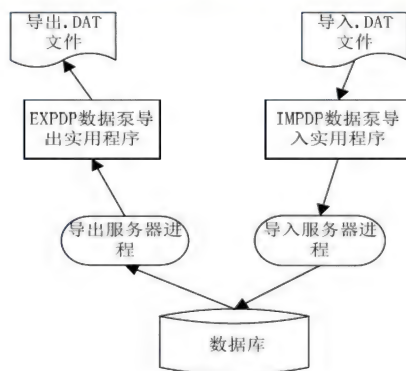 导出.DAT
文件
导入.DAT
文件
EXPDP数据泵导
出实用程序
IMPDP数据泵导
入实用程序
导出服务器进
程
导入服务器进
程
数据库